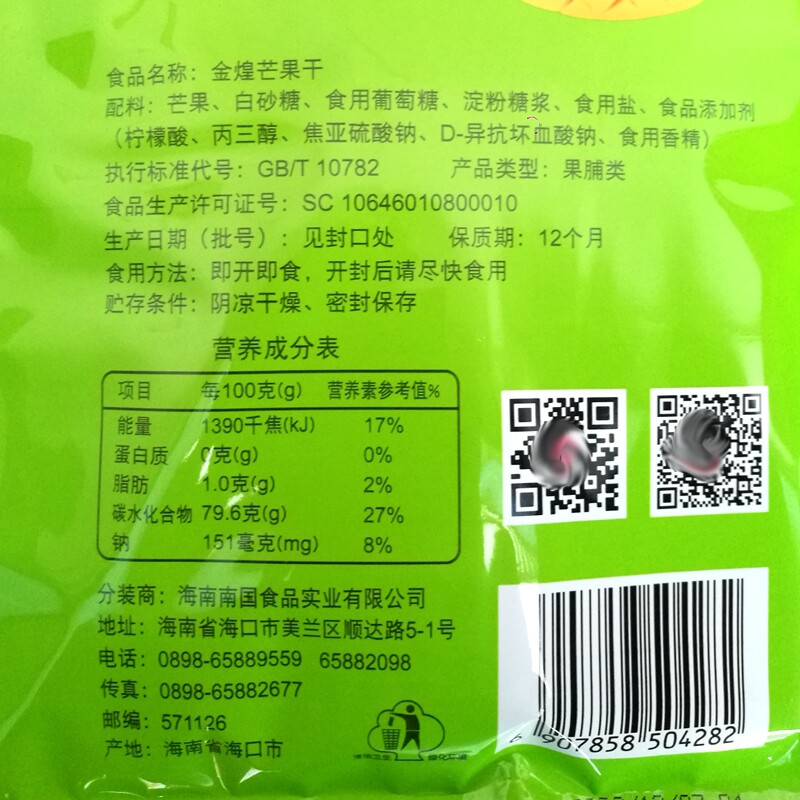 食品名称：金煌芒果干
配料：芒果、白砂糖、食用葡萄糖、淀粉糖浆、食用盐、食品添加剂
（柠檬酸、丙三醇、焦亚硫酸钠、D-异抗坏血酸钠、食用香精）
执行标准代号：GB/T 10782 产品类型：果脯类
食品生产许可证号：SC 10646010800010
生产日期（批号）：见封口处 保质期：12个月
食用方法：即开即食，开封后请尽快食用
贮存条件：阴凉干燥、密封保存
营养成分表
项目 每100克(g) 营养素参考值%
能量 1390千焦(kJ) 17%
蛋白质 0克(g) 0%
脂肪 1.0克(g) 2%
碳水化合物 79.6克(g) 27%
钠 151毫克(mg) 8%
分装商：海南南国食品实业有限公司
地址：海南省海口市美兰区顺达路5-1号
电话：0898-65889559 65882098
传真：0898-65882677
邮编：571126
产地：海南省海口市
6 907858 504282